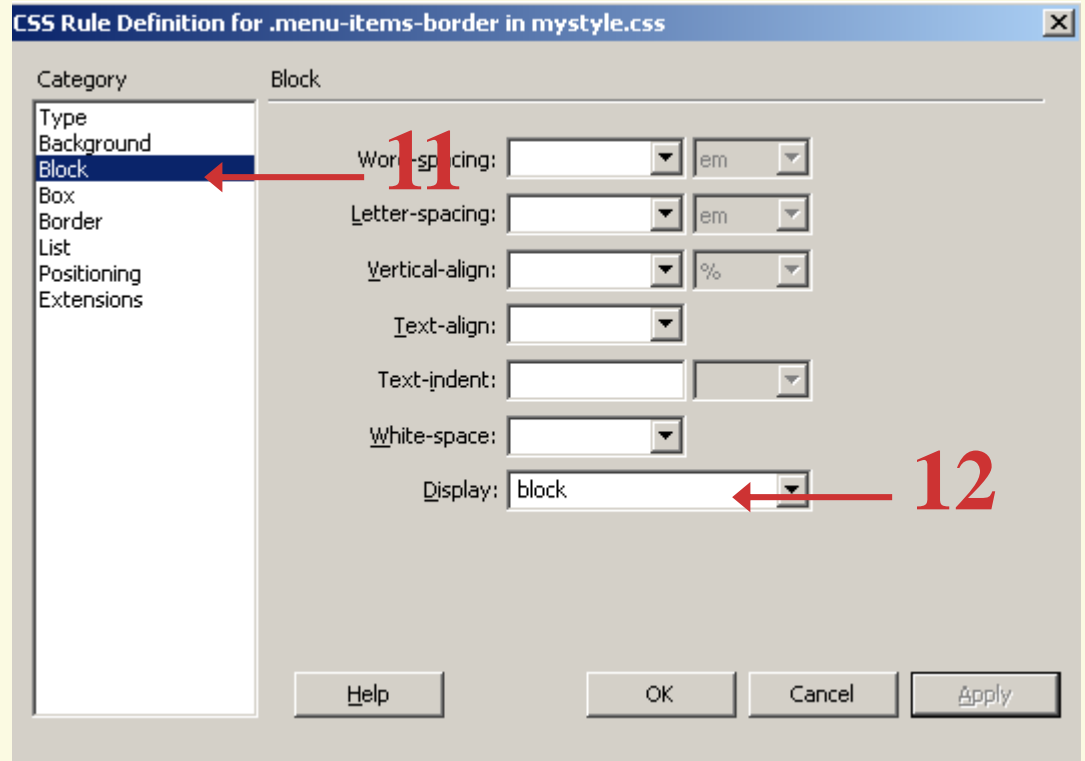 CSS Rule Definition for .menu-items-border in mystyle.css
Category
Block
Type
Background
Block
Box
Border
List
Positioning
Extensions
11
Word-spacing: em
Letter-spacing: em
Vertical-align: %
Text-align:
Text-indent:
White-space:
Display: block
12
Help OK Cancel Apply